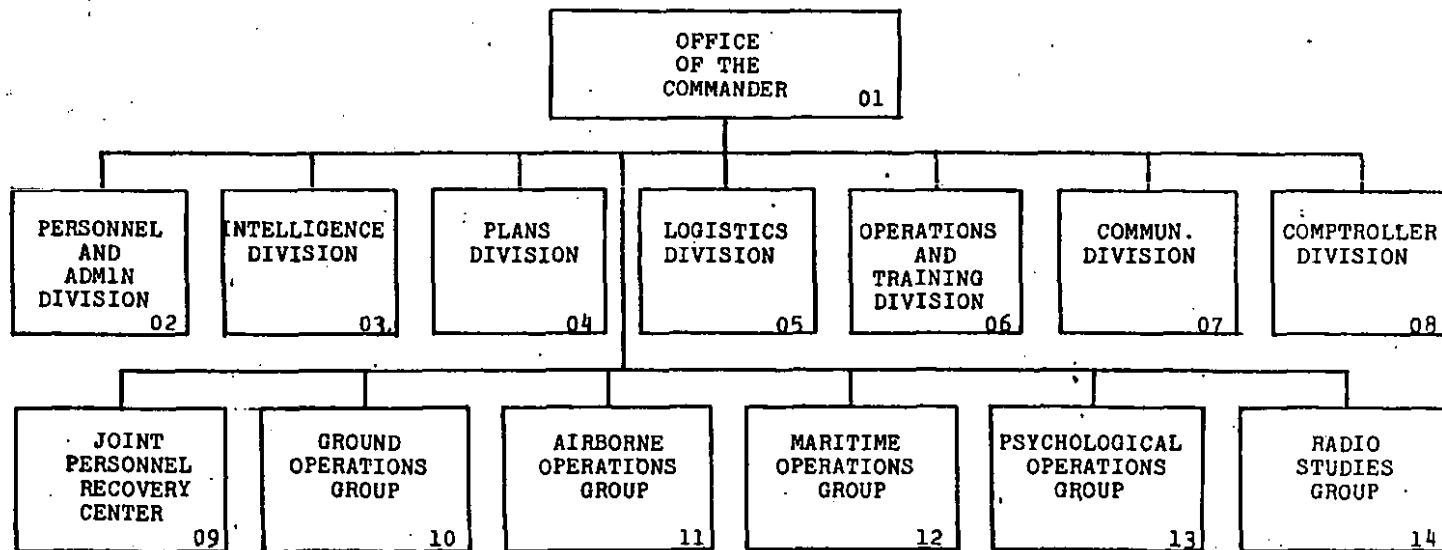 OFFICE
OF THE
COMMANDER
01
PERSONNEL
AND
ADMIN
DIVISION
02
INTELLIGENCE
DIVISION
03
PLANS
DIVISION
04
LOGISTICS
DIVISION
05
OPERATIONS
AND
TRAINING
DIVISION
06
COMMUN.
DIVISION
07
COMPTROLLER
DIVISION
08
JOINT
PERSONNEL
RECOVERY
CENTER
09
GROUND
OPERATIONS
GROUP
10
AIRBORNE
OPERATIONS
GROUP
11
MARITIME
OPERATIONS
GROUP
12
PSYCHOLOGICAL
OPERATIONS
GROUP
13
RADIO
STUDIES
GROUP
14